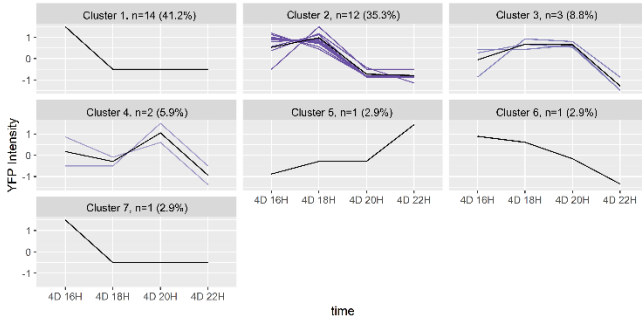 Cluster 1, n=14 (41.2%)
Cluster 2, n=12 (35.3%)
Cluster 3, n=3 (8.8%)
1
0
-1
Cluster 4, n=2 (5.9%)
Cluster 5, n=1 (2.9%)
Cluster 6, n=1 (2.9%)
YFP Intensity
1
0
-1
4D 16H 4D 18H 4D 20H 4D 22H
4D 16H 4D 18H 4D 20H 4D 22H
Cluster 7, n=1 (2.9%)
1
0
-1
4D 16H 4D 18H 4D 20H 4D 22H
time